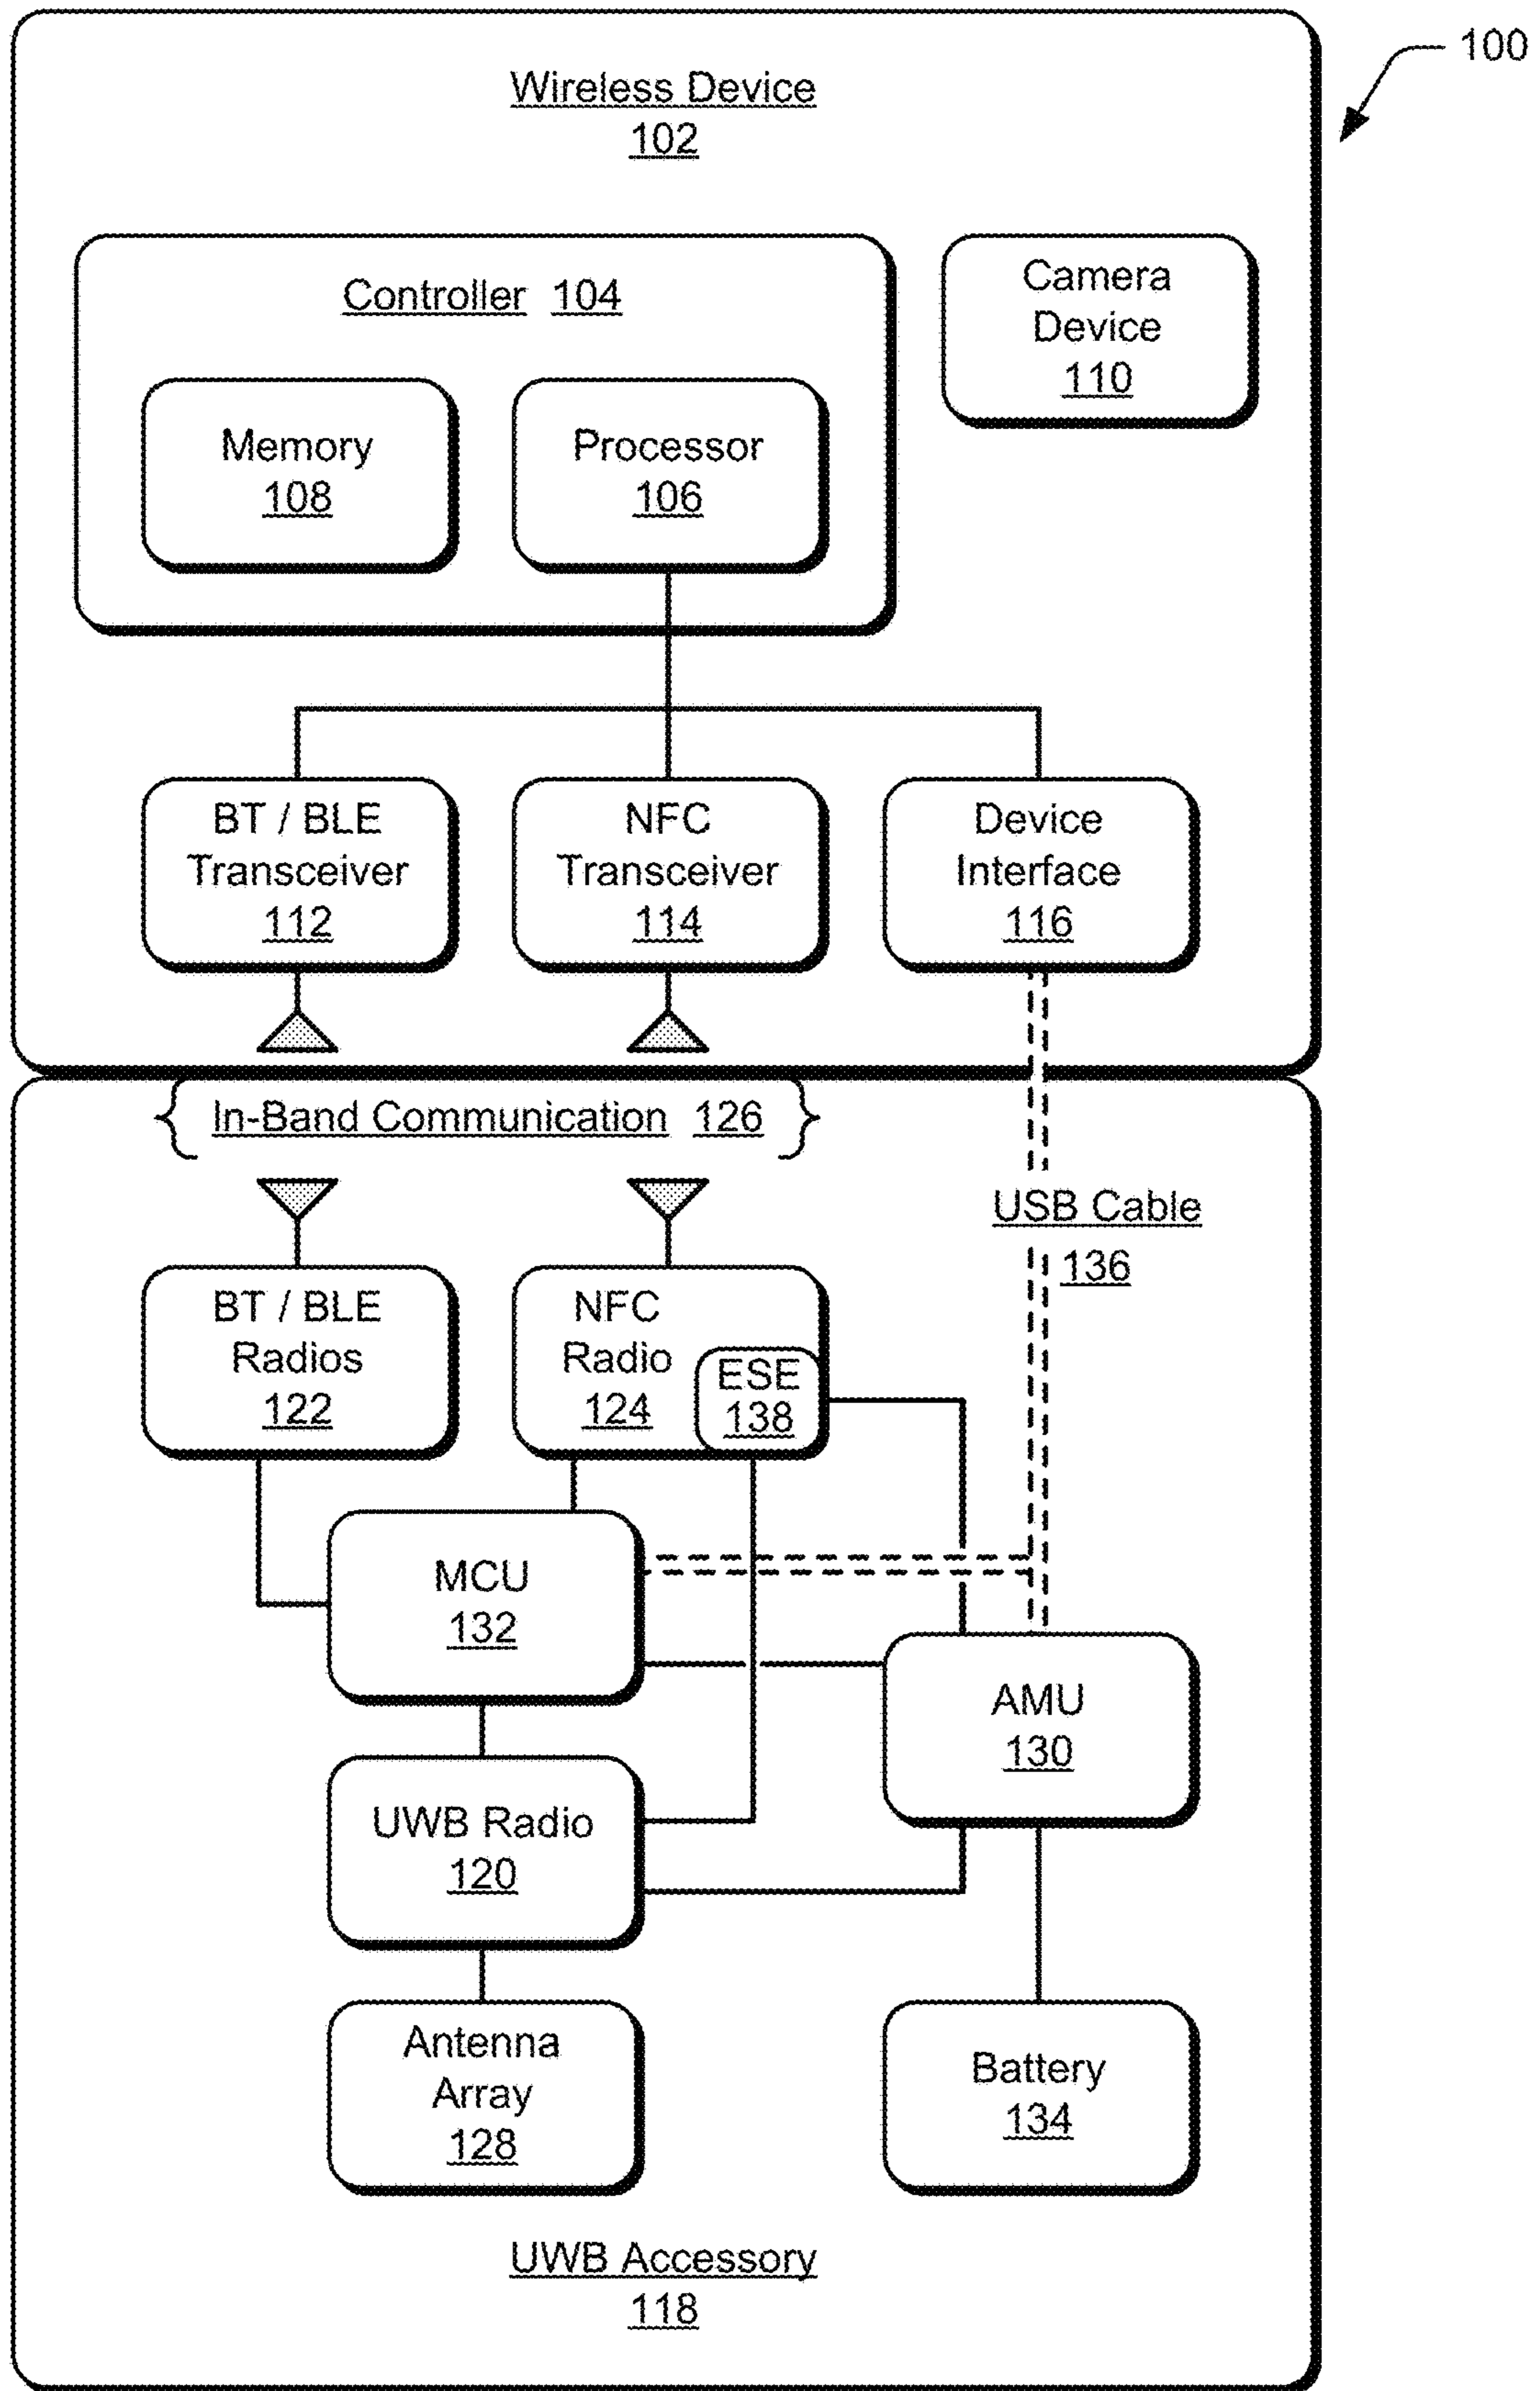 100
Wireless Device
102
Controller 104
Camera
Device
110
Memory
108
Processor
106
BT / BLE
Transceiver
112
NFC
Transceiver
114
Device
Interface
116
In-Band Communication 126
USB Cable
136
BT / BLE
Radios
122
NFC
Radio
124
ESE
138
MCU
132
AMU
130
UWB Radio
120
Antenna
Array
128
Battery
134
UWB Accessory
118